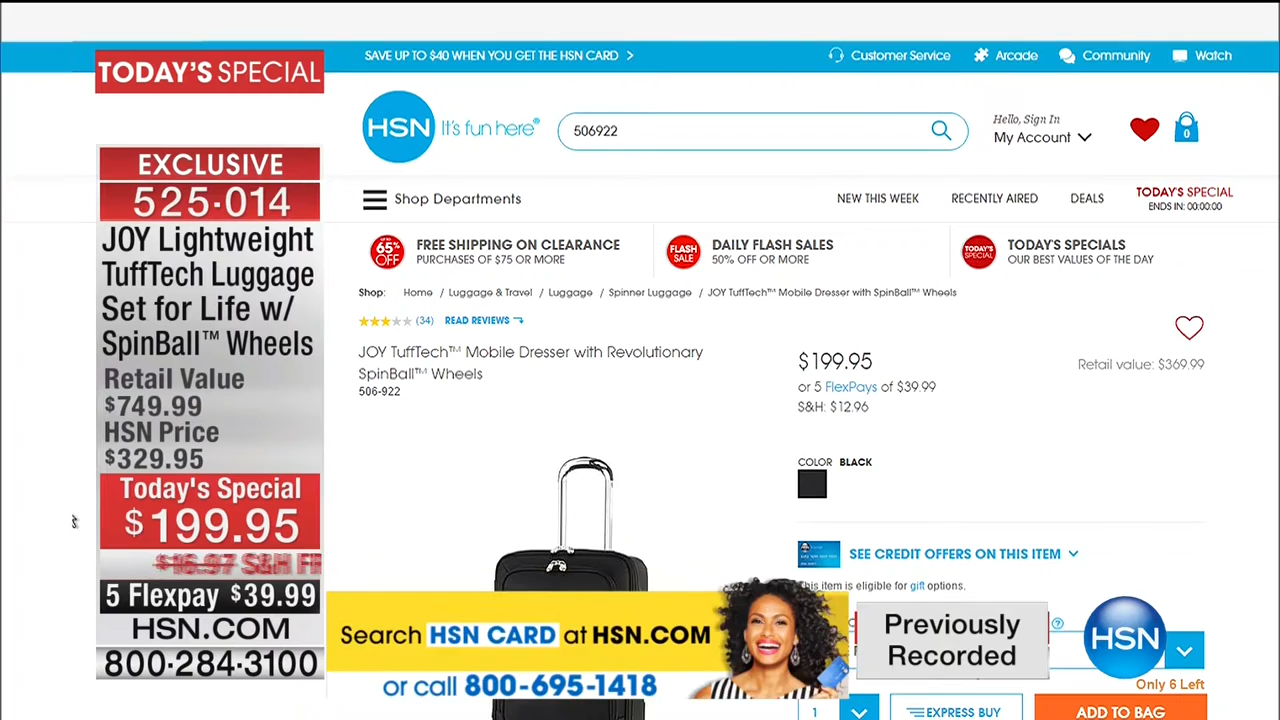 TODAY'S SPECIAL
EXCLUSIVE
525-014
JOY Lightweight
TuffTech Luggage
Set for Life w/
SpinBall™ Wheels
Retail Value
$749.99
HSN Price
$329.95
Today's Special
$199.95
$16.97 S&H
5 Flexpay $39.99
HSN.COM
800-284-3100
SAVE UP TO $40 WHEN YOU GET THE HSN CARD >
Customer Service
Arcade
Community
Watch
HSN It's fun here®
506922
Hello, Sign In
My Account
0
Shop Departments
NEW THIS WEEK
RECENTLY AIRED
DEALS
TODAY'S SPECIAL
ENDS IN: 00:00:00
UP TO 65% OFF
FREE SHIPPING ON CLEARANCE
PURCHASES OF $75 OR MORE
FLASH SALE
DAILY FLASH SALES
50% OFF OR MORE
TODAY'S SPECIAL
TODAY'S SPECIALS
OUR BEST VALUES OF THE DAY
Shop: Home / Luggage & Travel / Luggage / Spinner Luggage / JOY TuffTech™ Mobile Dresser with SpinBall™ Wheels
(34) READ REVIEWS
JOY TuffTech™ Mobile Dresser with Revolutionary
SpinBall™ Wheels
506-922
$199.95
Retail value: $369.99
or 5 FlexPays of $39.99
S&H: $12.96
COLOR BLACK
SEE CREDIT OFFERS ON THIS ITEM
This item is eligible for gift options.
Search HSN CARD at HSN.COM
or call 800-695-1418
Previously
Recorded
HSN
Only 6 Left
1
EXPRESS BUY
ADD TO BAG